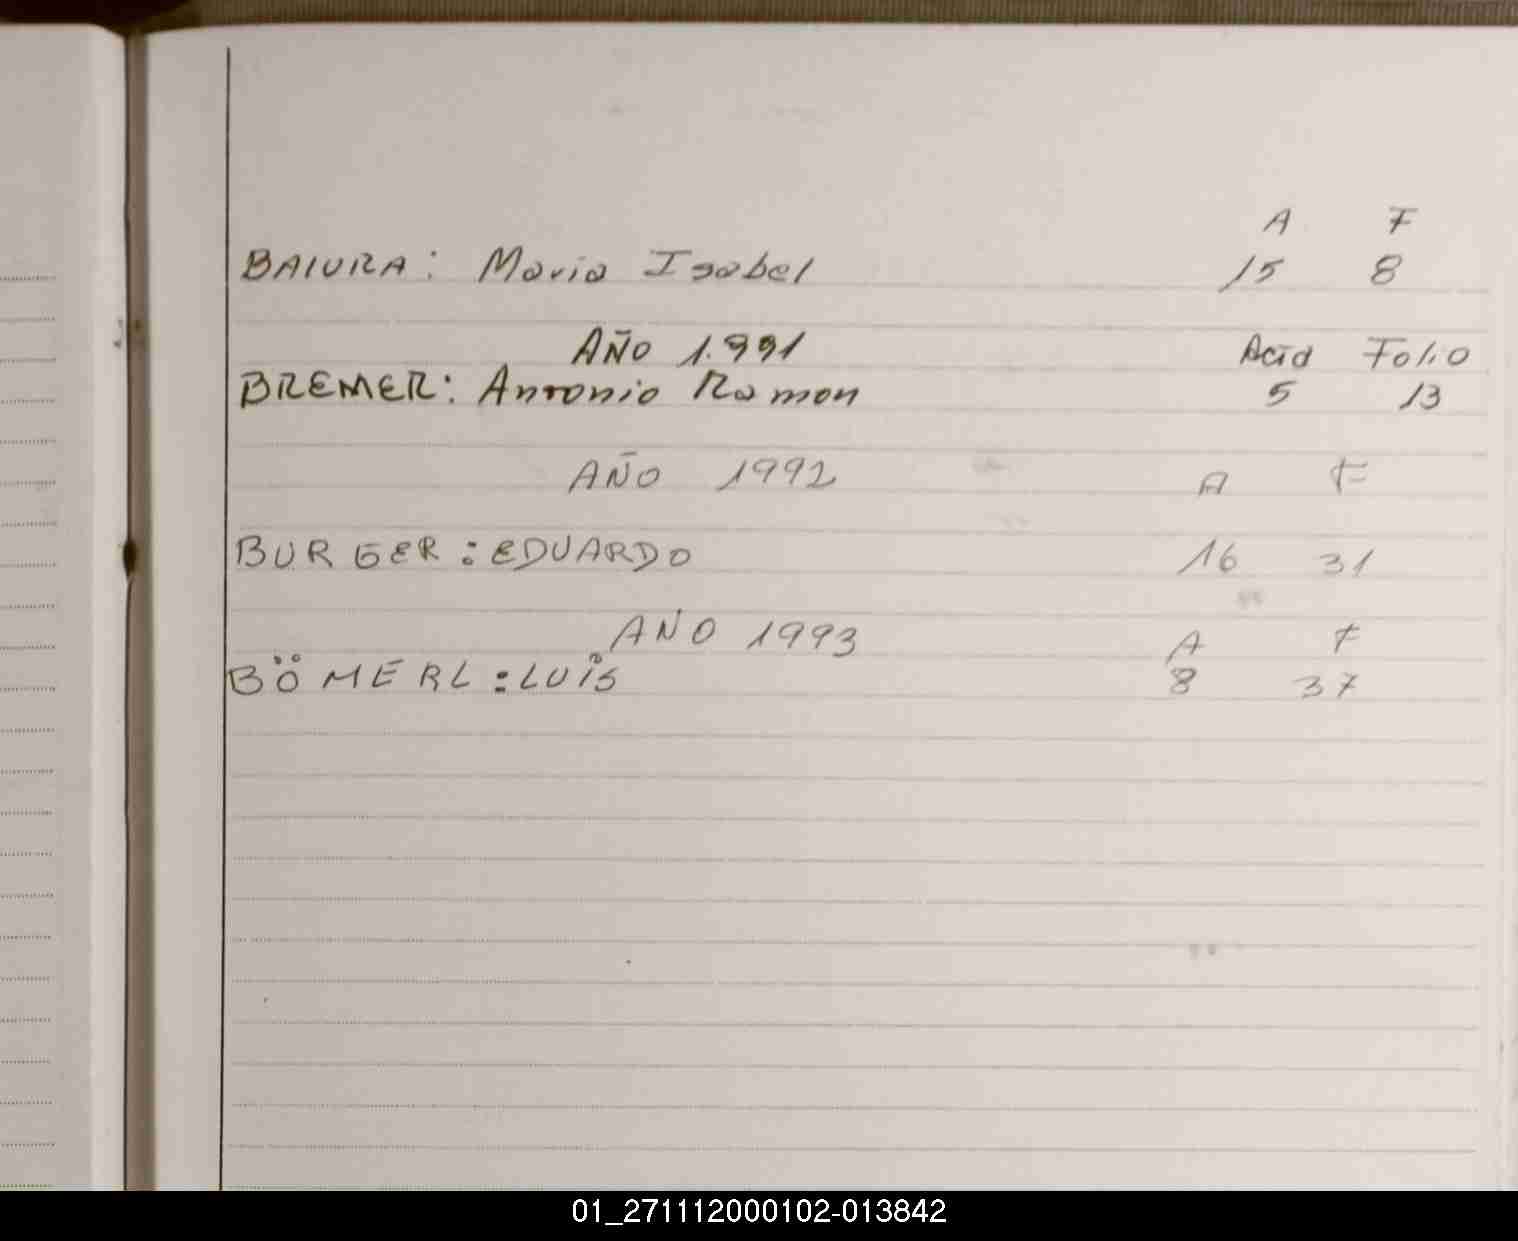 A F
BAIURA: Maria Isabel 15 8
AÑO 1.991 Acta Folio
BREMER: Antonio Ramon 5 13
AÑO 1992 A F
BURGER: EDUARDO 16 31
AÑO 1993 A F
BÖMERL: LUIS 8 37
01_271112000102-013842